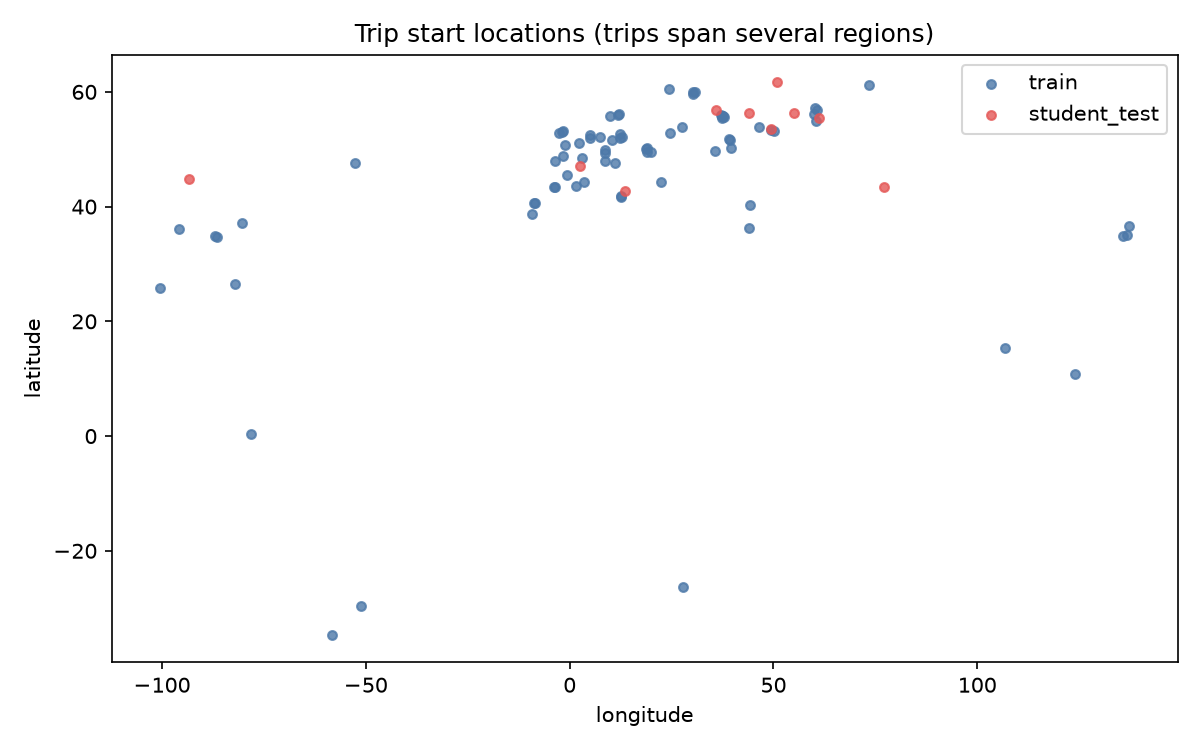 Trip start locations (trips span several regions)
train
student_test
latitude
60
40
20
0
−20
−100
−50
0
50
100
longitude